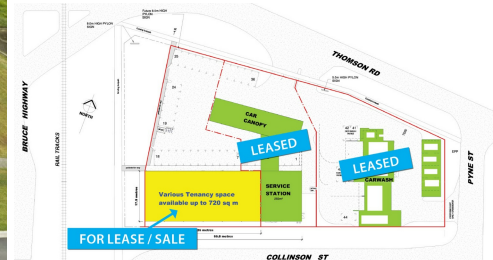 THOMSON RD
BRUCE HIGHWAY
RAIL TRACKS
NORTH
CAR
CANOPY
LEASED
LEASED
CARWASH
PYNE ST
SERVICE
STATION
Various Tenancy space
available up to 720 sq m
FOR LEASE / SALE
COLLINSON ST